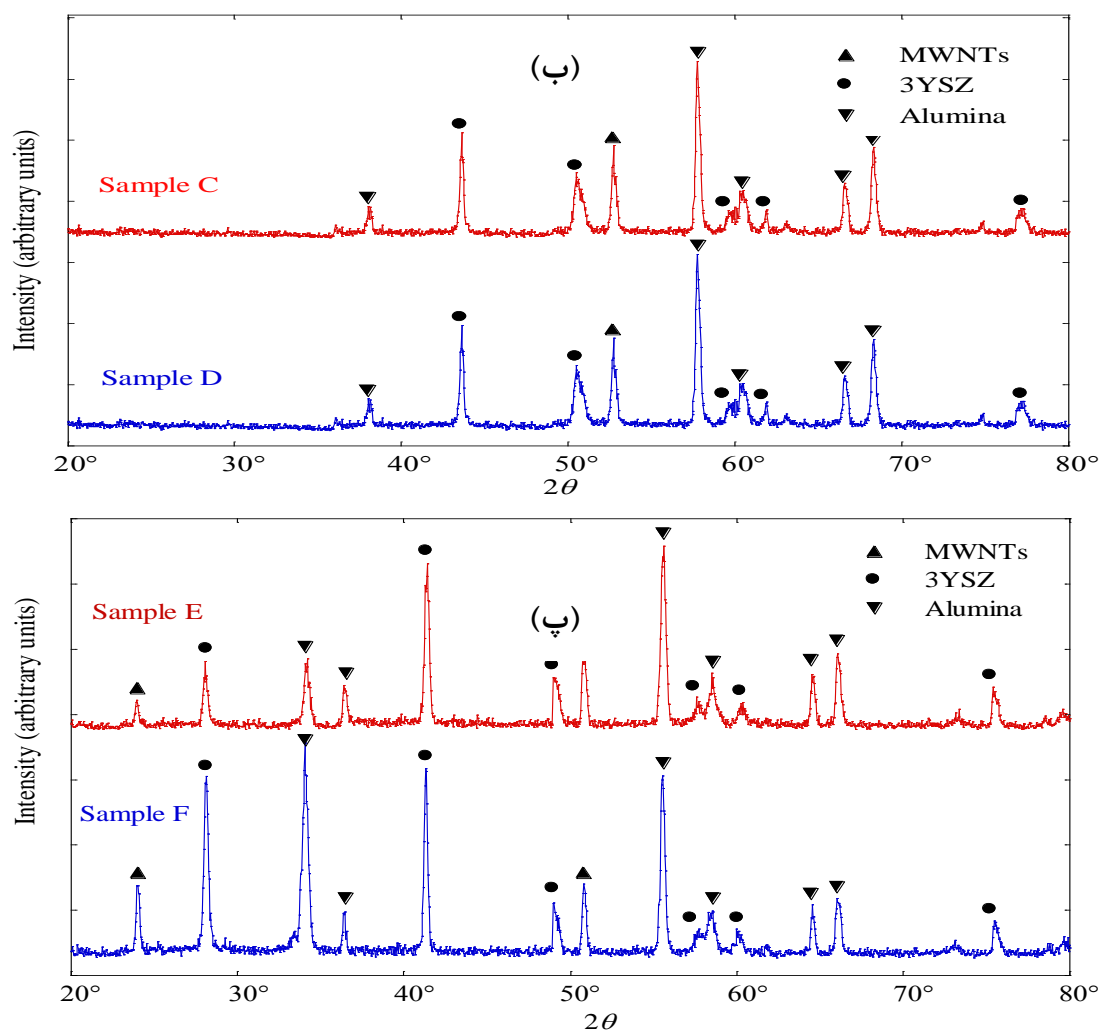 (ب)
▲ MWNTs
● 3YSZ
▼ Alumina
Sample C
Sample D
Intensity (arbitrary units)
20° 30° 40° 50° 60° 70° 80°
2θ
▲ MWNTs
● 3YSZ
▼ Alumina
(پ)
Sample E
Sample F
Intensity (arbitrary units)
20° 30° 40° 50° 60° 70° 80°
2θ